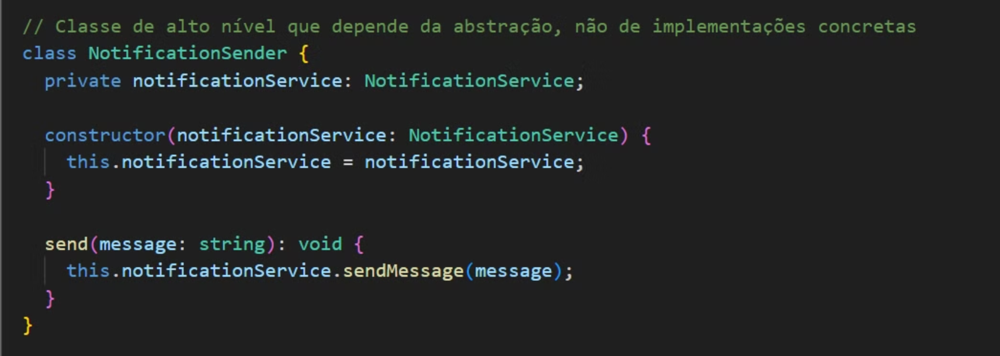 // Classe de alto nível que depende da abstração, não de implementações concretas
class NotificationSender {
  private notificationService: NotificationService;

  constructor(notificationService: NotificationService) {
    this.notificationService = notificationService;
  }

  send(message: string): void {
    this.notificationService.sendMessage(message);
  }
}